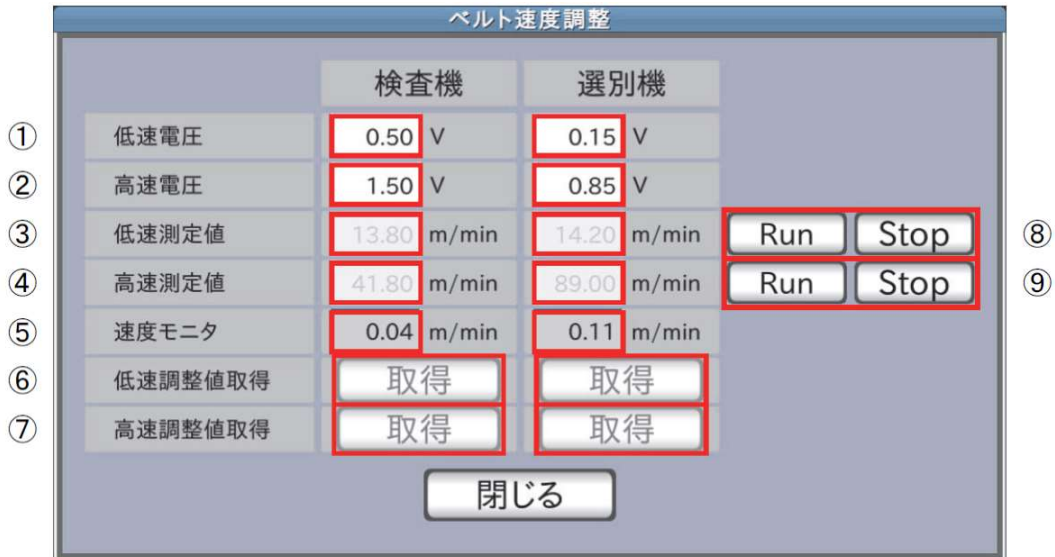 ベルト速度調整
検査機 選別機
① 低速電圧 0.50 V 0.15 V
② 高速電圧 1.50 V 0.85 V
③ 低速測定値 13.80 m/min 14.20 m/min Run Stop ⑧
④ 高速測定値 41.80 m/min 89.00 m/min Run Stop ⑨
⑤ 速度モニタ 0.04 m/min 0.11 m/min
⑥ 低速調整値取得 取得 取得
⑦ 高速調整値取得 取得 取得
閉じる